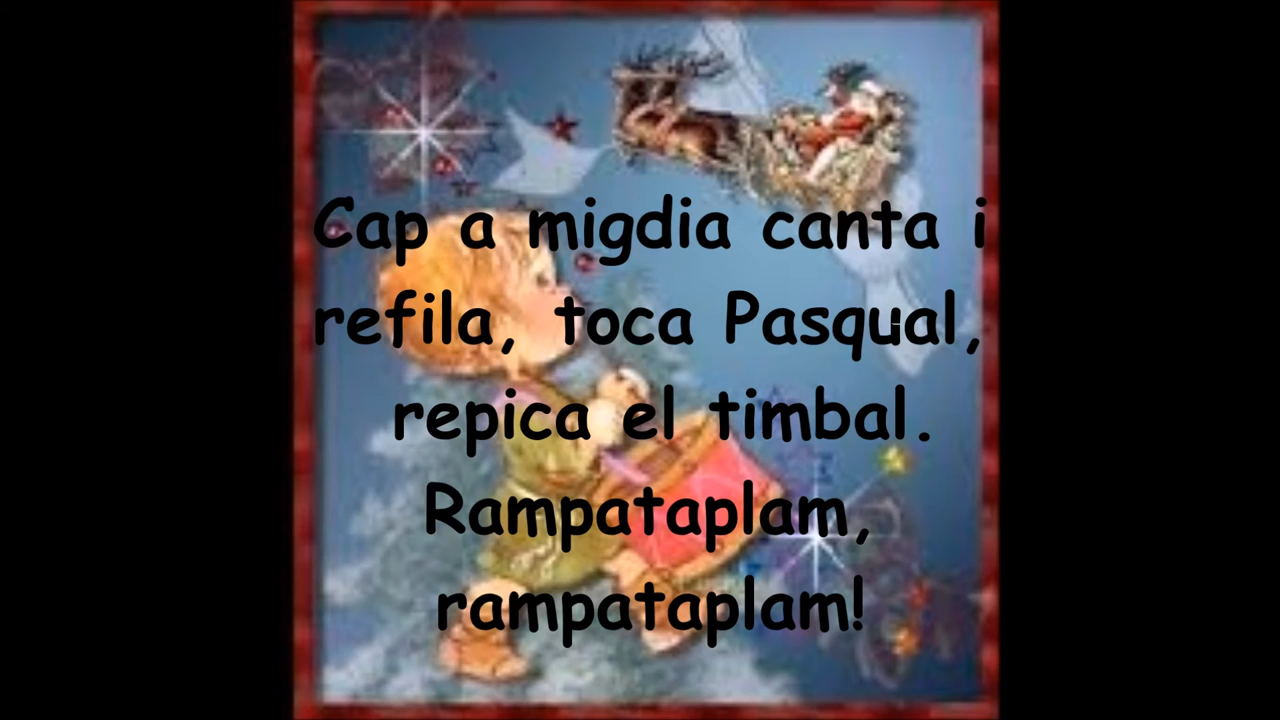 Cap a migdia canta i
refila, toca Pasqual,
repica el timbal.
Rampataplam,
rampataplam!